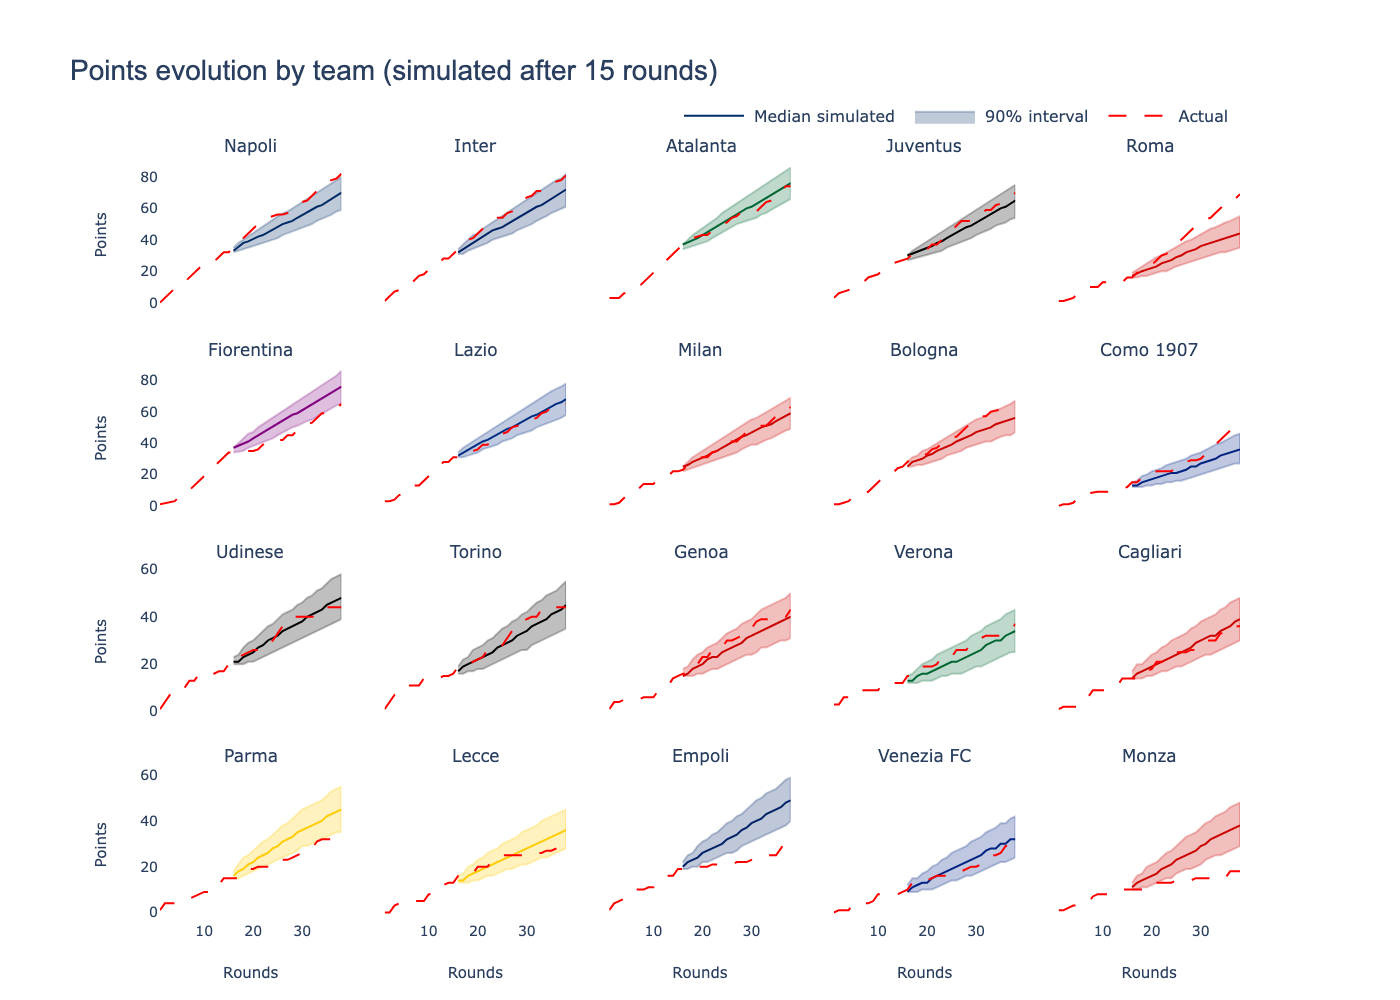 Points evolution by team (simulated after 15 rounds)
Median simulated 90% interval Actual
Napoli Inter Atalanta Juventus Roma
80
60
40
20
0
Points
Fiorentina Lazio Milan Bologna Como 1907
80
60
40
20
0
Points
Udinese Torino Genoa Verona Cagliari
60
40
20
0
Points
Parma Lecce Empoli Venezia FC Monza
60
40
20
0
Points
10 20 30 10 20 30 10 20 30 10 20 30 10 20 30
Rounds Rounds Rounds Rounds Rounds